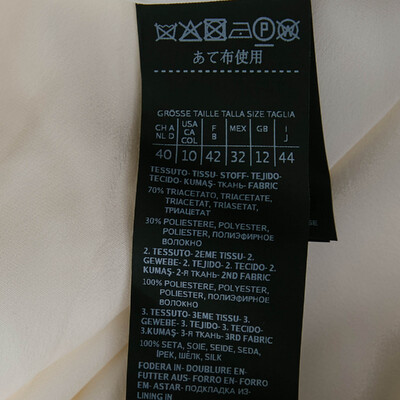 P W
あて布使用
GRÖSSE TAILLE TALLA SIZE TAGLIA
CH A NL D USA CA COL F B MEX GB I J
40 10 42 32 12 44
TESSUTO- TISSU- STOFF- TEJIDO-
TECIDO- KUMAŞ- ТКАНЬ- FABRIC
70% TRIACETATO, TRIACETATE,
TRIACETAT, TRIASETAT,
ТРИАЦЕТАТ
30% POLIESTERE, POLYESTER,
POLIESTER, ПОЛИЭФИРНОЕ
ВОЛОКНО
2. TESSUTO- 2EME TISSU- 2.
GEWEBE- 2. TEJIDO- 2. TECIDO- 2.
KUMAŞ- 2-Я ТКАНЬ- 2ND FABRIC
100% POLIESTERE, POLYESTER,
POLIESTER, ПОЛИЭФИРНОЕ
ВОЛОКНО
3. TESSUTO- 3EME TISSU- 3.
GEWEBE- 3. TEJIDO- 3. TECIDO-
3.KUMAŞ- 3-Я ТКАНЬ- 3RD FABRIC
100% SETA, SOIE, SEIDE, SEDA,
İPEK, ШЁЛК, SILK
FODERA IN- DOUBLURE EN-
FUTTER AUS- FORRO EN- FORRO
EM- ASTAR- ПОДКЛАДКА ИЗ-
LINING IN